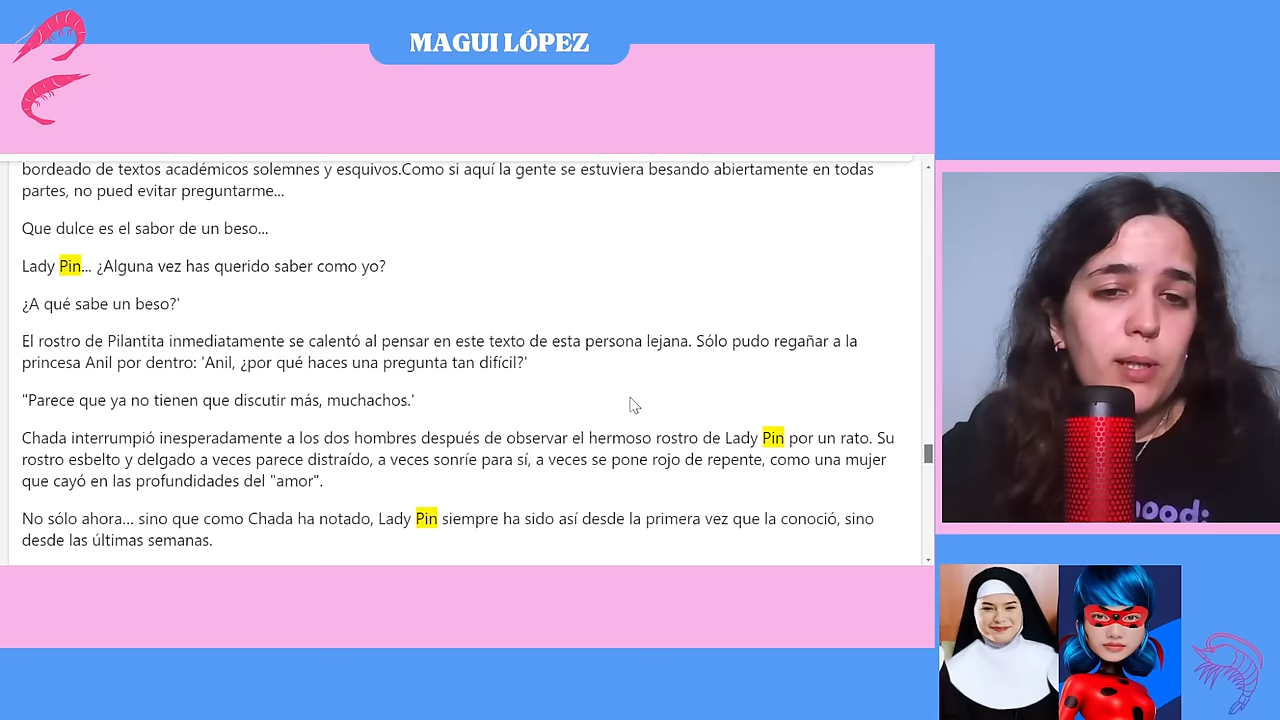 MAGUI LÓPEZ
bordeado de textos académicos solemnes y esquivos.Como si aquí la gente se estuviera besando abiertamente en todas
partes, no pued evitar preguntarme...
Que dulce es el sabor de un beso...
Lady Pin... ¿Alguna vez has querido saber como yo?
¿A qué sabe un beso?'
El rostro de Pilantita inmediatamente se calentó al pensar en este texto de esta persona lejana. Sólo pudo regañar a la
princesa Anil por dentro: 'Anil, ¿por qué haces una pregunta tan difícil?'
"Parece que ya no tienen que discutir más, muchachos.'
Chada interrumpió inesperadamente a los dos hombres después de observar el hermoso rostro de Lady Pin por un rato. Su
rostro esbelto y delgado a veces parece distraído, a veces sonríe para sí, a veces se pone rojo de repente, como una mujer
que cayó en las profundidades del "amor".
No sólo ahora... sino que como Chada ha notado, Lady Pin siempre ha sido así desde la primera vez que la conoció, sino
desde las últimas semanas.
ood: